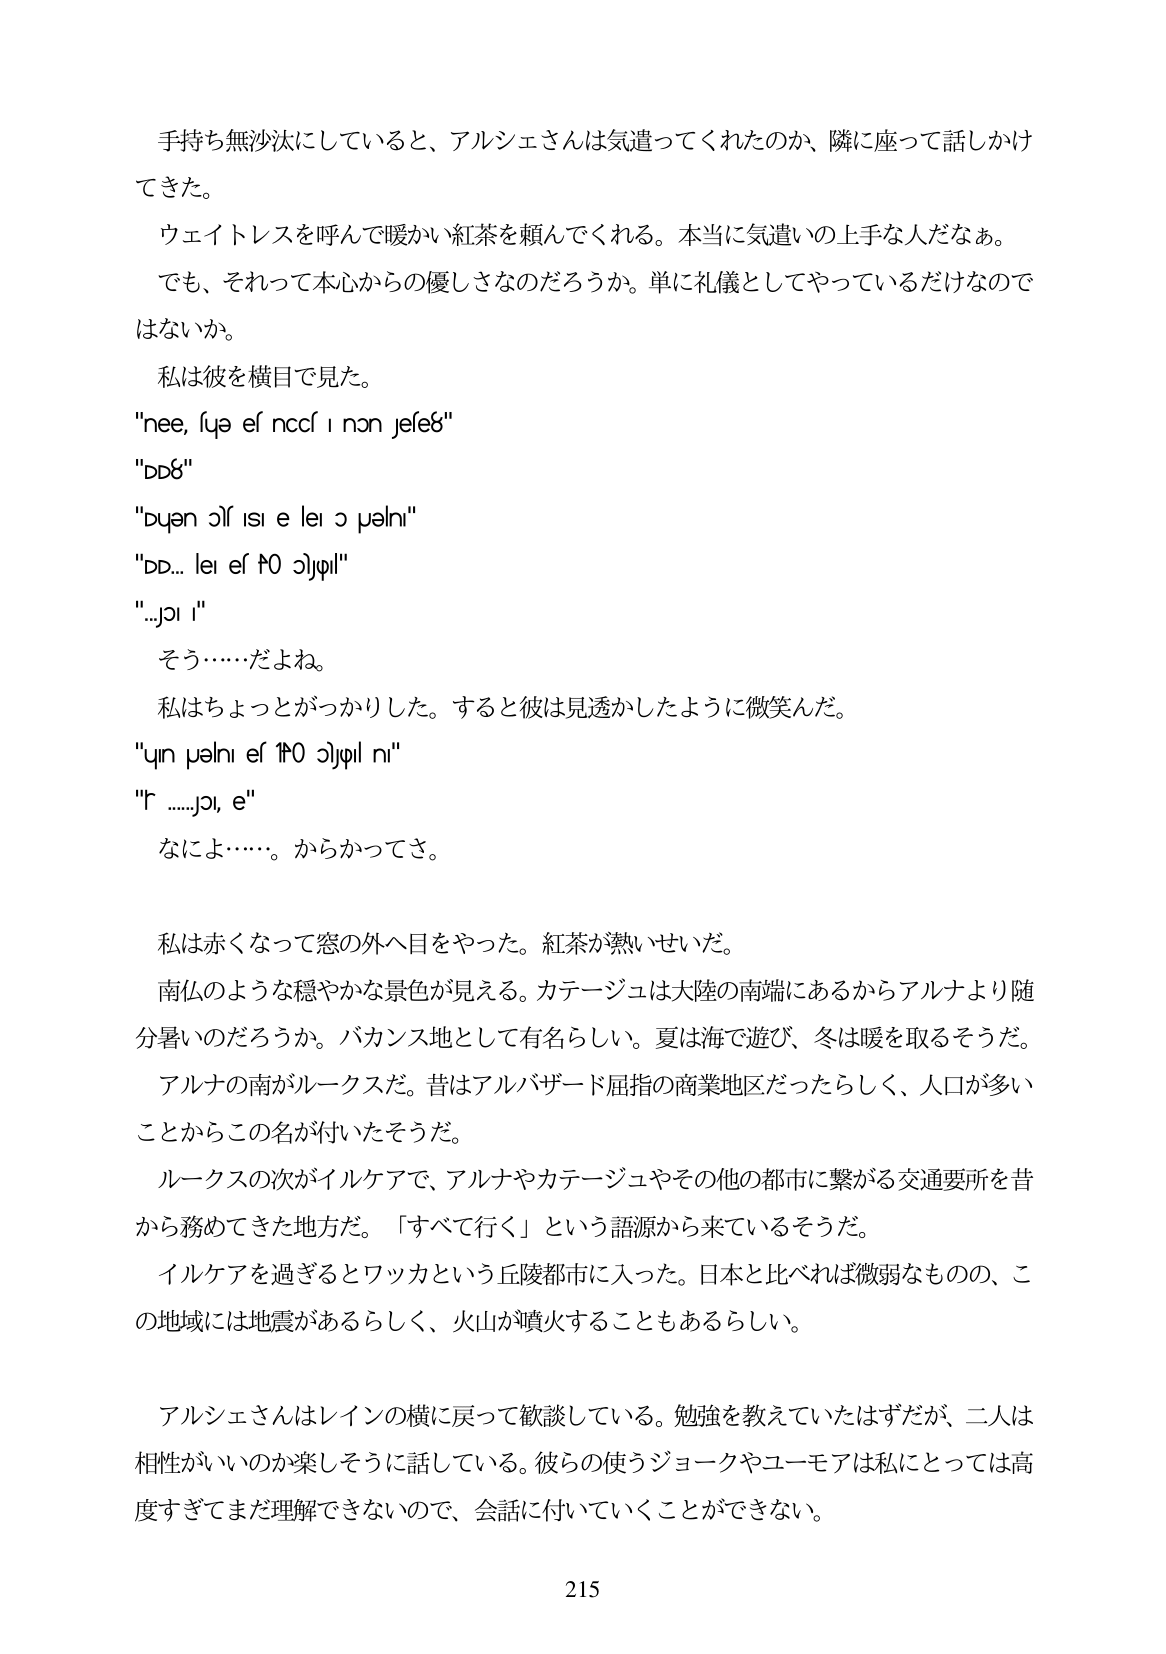 手持ち無沙汰にしていると、アルシェさんは気遣ってくれたのか、隣に座って話しかけ
てきた。
ウェイトレスを呼んで暖かい紅茶を頼んでくれる。本当に気遣いの上手な人だなぁ。
でも、それって本心からの優しさなのだろうか。単に礼儀としてやっているだけなので
はないか。
私は彼を横目で見た。
そう……だよね。
私はちょっとがっかりした。すると彼は見透かしたように微笑んだ。
なによ……。からかってさ。
私は赤くなって窓の外へ目をやった。紅茶が熱いせいだ。
南仏のような穏やかな景色が見える。カテージュは大陸の南端にあるからアルナより随
分暑いのだろうか。バカンス地として有名らしい。夏は海で遊び、冬は暖を取るそうだ。
アルナの南がルークスだ。昔はアルバザード屈指の商業地区だったらしく、人口が多い
ことからこの名が付いたそうだ。
ルークスの次がイルケアで、アルナやカテージュやその他の都市に繋がる交通要所を昔
から務めてきた地方だ。「すべて行く」という語源から来ているそうだ。
イルケアを過ぎるとワッカという丘陵都市に入った。日本と比べれば微弱なものの、こ
の地域には地震があるらしく、火山が噴火することもあるらしい。
アルシェさんはレインの横に戻って歓談している。勉強を教えていたはずだが、二人は
相性がいいのか楽しそうに話している。彼らの使うジョークやユーモアは私にとっては高
度すぎてまだ理解できないので、会話に付いていくことができない。
215